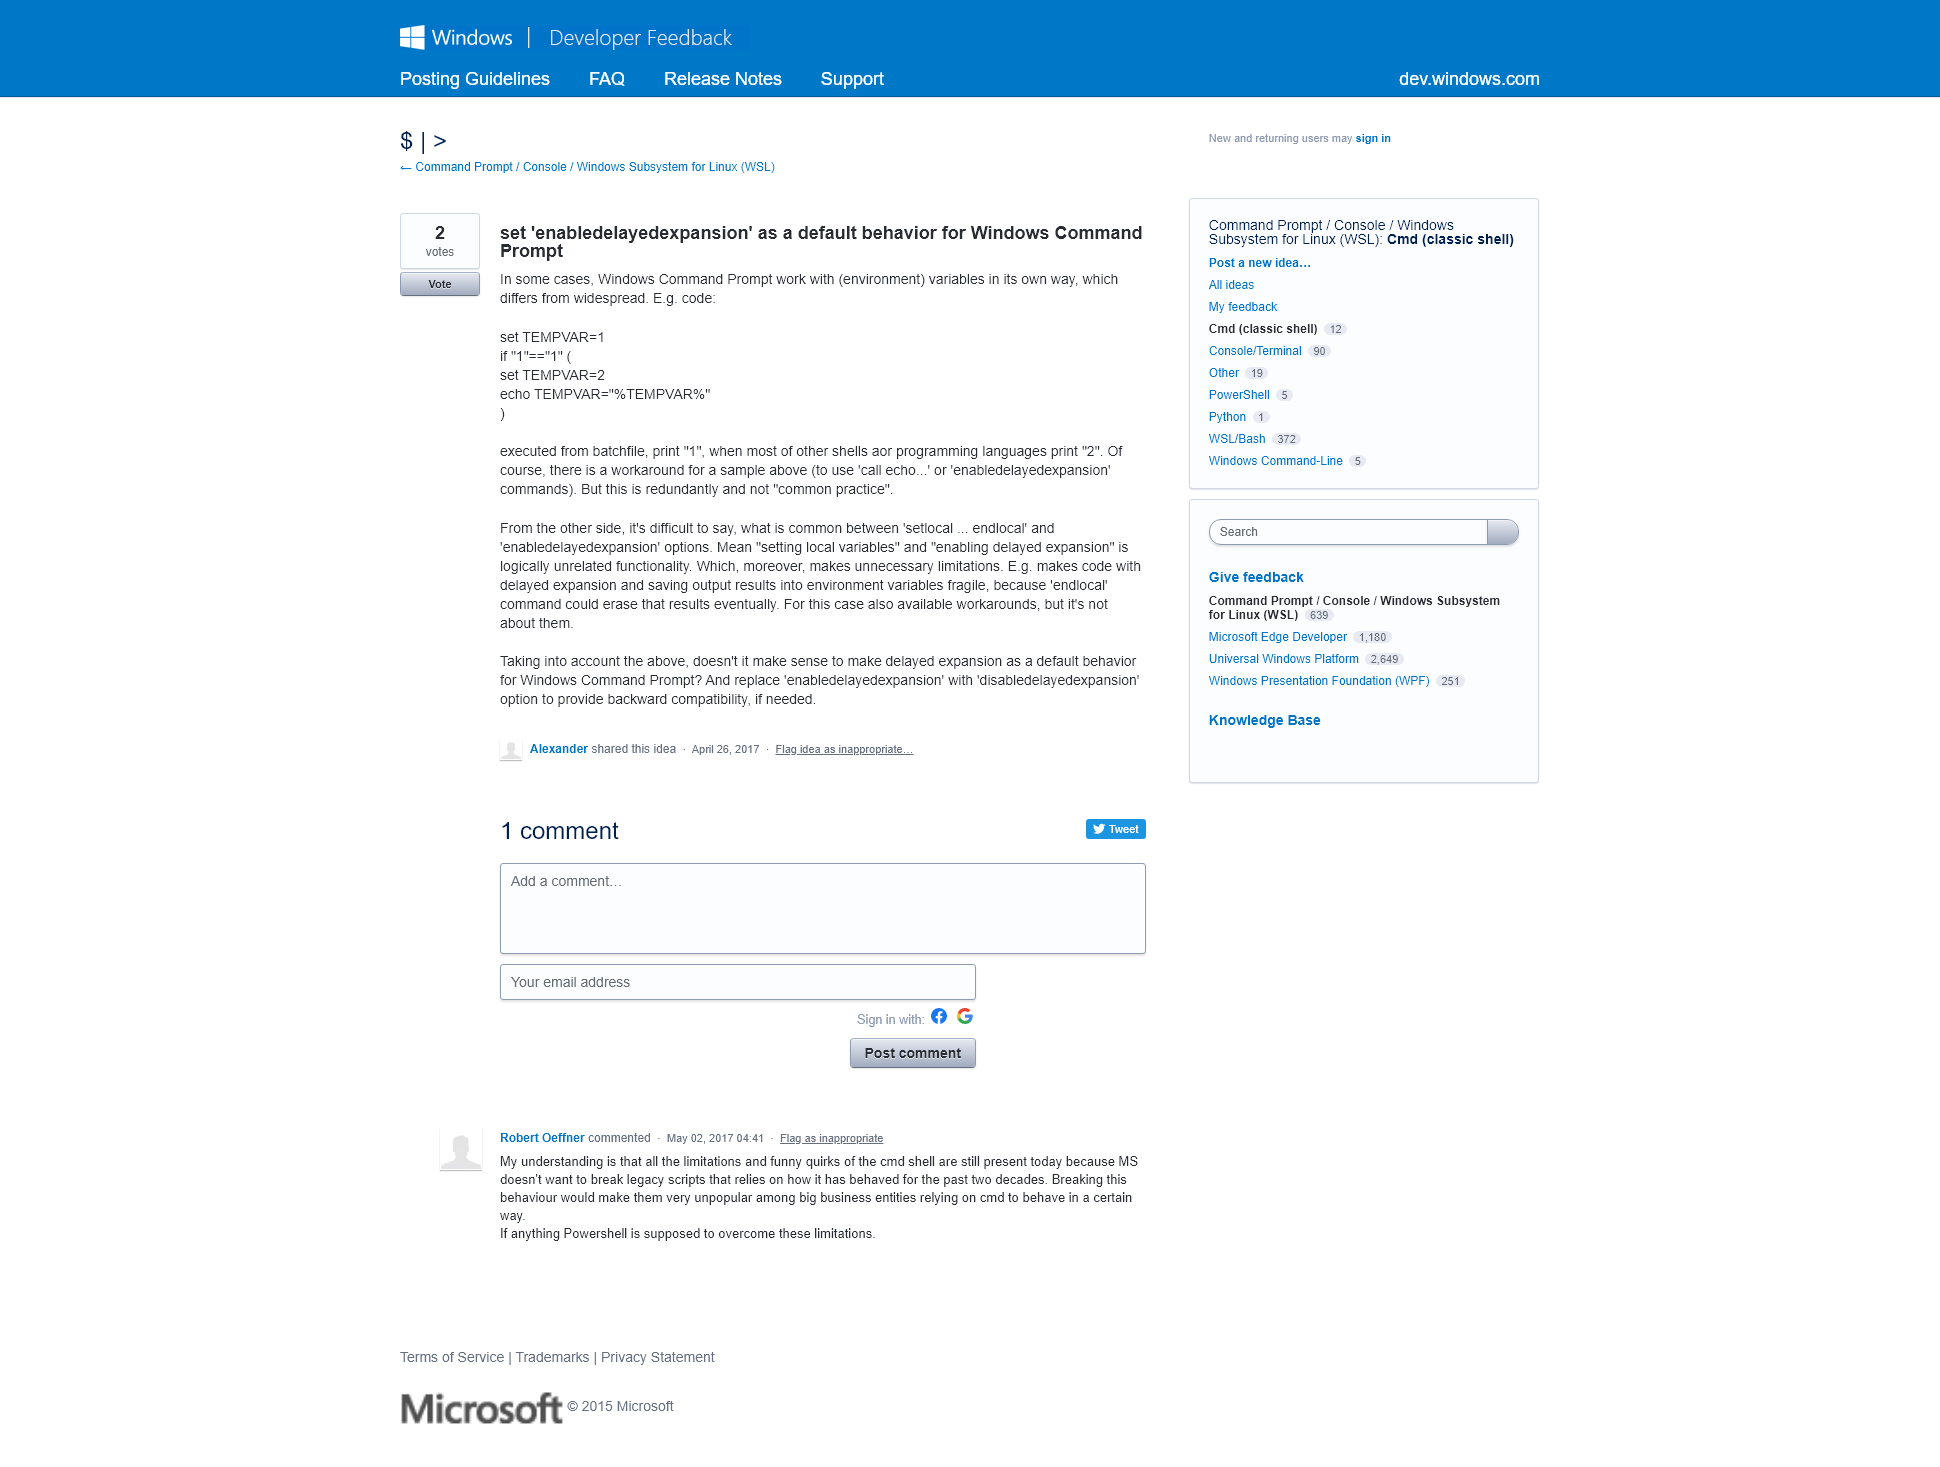 Windows | Developer Feedback
Posting Guidelines FAQ Release Notes Support dev.windows.com
$ | >
← Command Prompt / Console / Windows Subsystem for Linux (WSL)
New and returning users may sign in
2
votes
Vote
set 'enabledelayedexpansion' as a default behavior for Windows Command
Prompt
In some cases, Windows Command Prompt work with (environment) variables in its own way, which
differs from widespread. E.g. code:
set TEMPVAR=1
if "1"=="1" (
set TEMPVAR=2
echo TEMPVAR="%TEMPVAR%"
)
executed from batchfile, print "1", when most of other shells aor programming languages print "2". Of
course, there is a workaround for a sample above (to use 'call echo...' or 'enabledelayedexpansion'
commands). But this is redundantly and not "common practice".
From the other side, it's difficult to say, what is common between 'setlocal ... endlocal' and
'enabledelayedexpansion' options. Mean "setting local variables" and "enabling delayed expansion" is
logically unrelated functionality. Which, moreover, makes unnecessary limitations. E.g. makes code with
delayed expansion and saving output results into environment variables fragile, because 'endlocal'
command could erase that results eventually. For this case also available workarounds, but it's not
about them.
Taking into account the above, doesn't it make sense to make delayed expansion as a default behavior
for Windows Command Prompt? And replace 'enabledelayedexpansion' with 'disabledelayedexpansion'
option to provide backward compatibility, if needed.
Alexander shared this idea · April 26, 2017 · Flag idea as inappropriate…
1 comment
Tweet
Add a comment…
Your email address
Sign in with:
Post comment
Robert Oeffner commented · May 02, 2017 04:41 · Flag as inappropriate
My understanding is that all the limitations and funny quirks of the cmd shell are still present today because MS
doesn't want to break legacy scripts that relies on how it has behaved for the past two decades. Breaking this
behaviour would make them very unpopular among big business entities relying on cmd to behave in a certain
way.
If anything Powershell is supposed to overcome these limitations.
Command Prompt / Console / Windows
Subsystem for Linux (WSL): Cmd (classic shell)
Post a new idea…
All ideas
My feedback
Cmd (classic shell) 12
Console/Terminal 90
Other 19
PowerShell 5
Python 1
WSL/Bash 372
Windows Command-Line 5
Search
Give feedback
Command Prompt / Console / Windows Subsystem
for Linux (WSL) 639
Microsoft Edge Developer 1,180
Universal Windows Platform 2,649
Windows Presentation Foundation (WPF) 251
Knowledge Base
Terms of Service | Trademarks | Privacy Statement
Microsoft © 2015 Microsoft